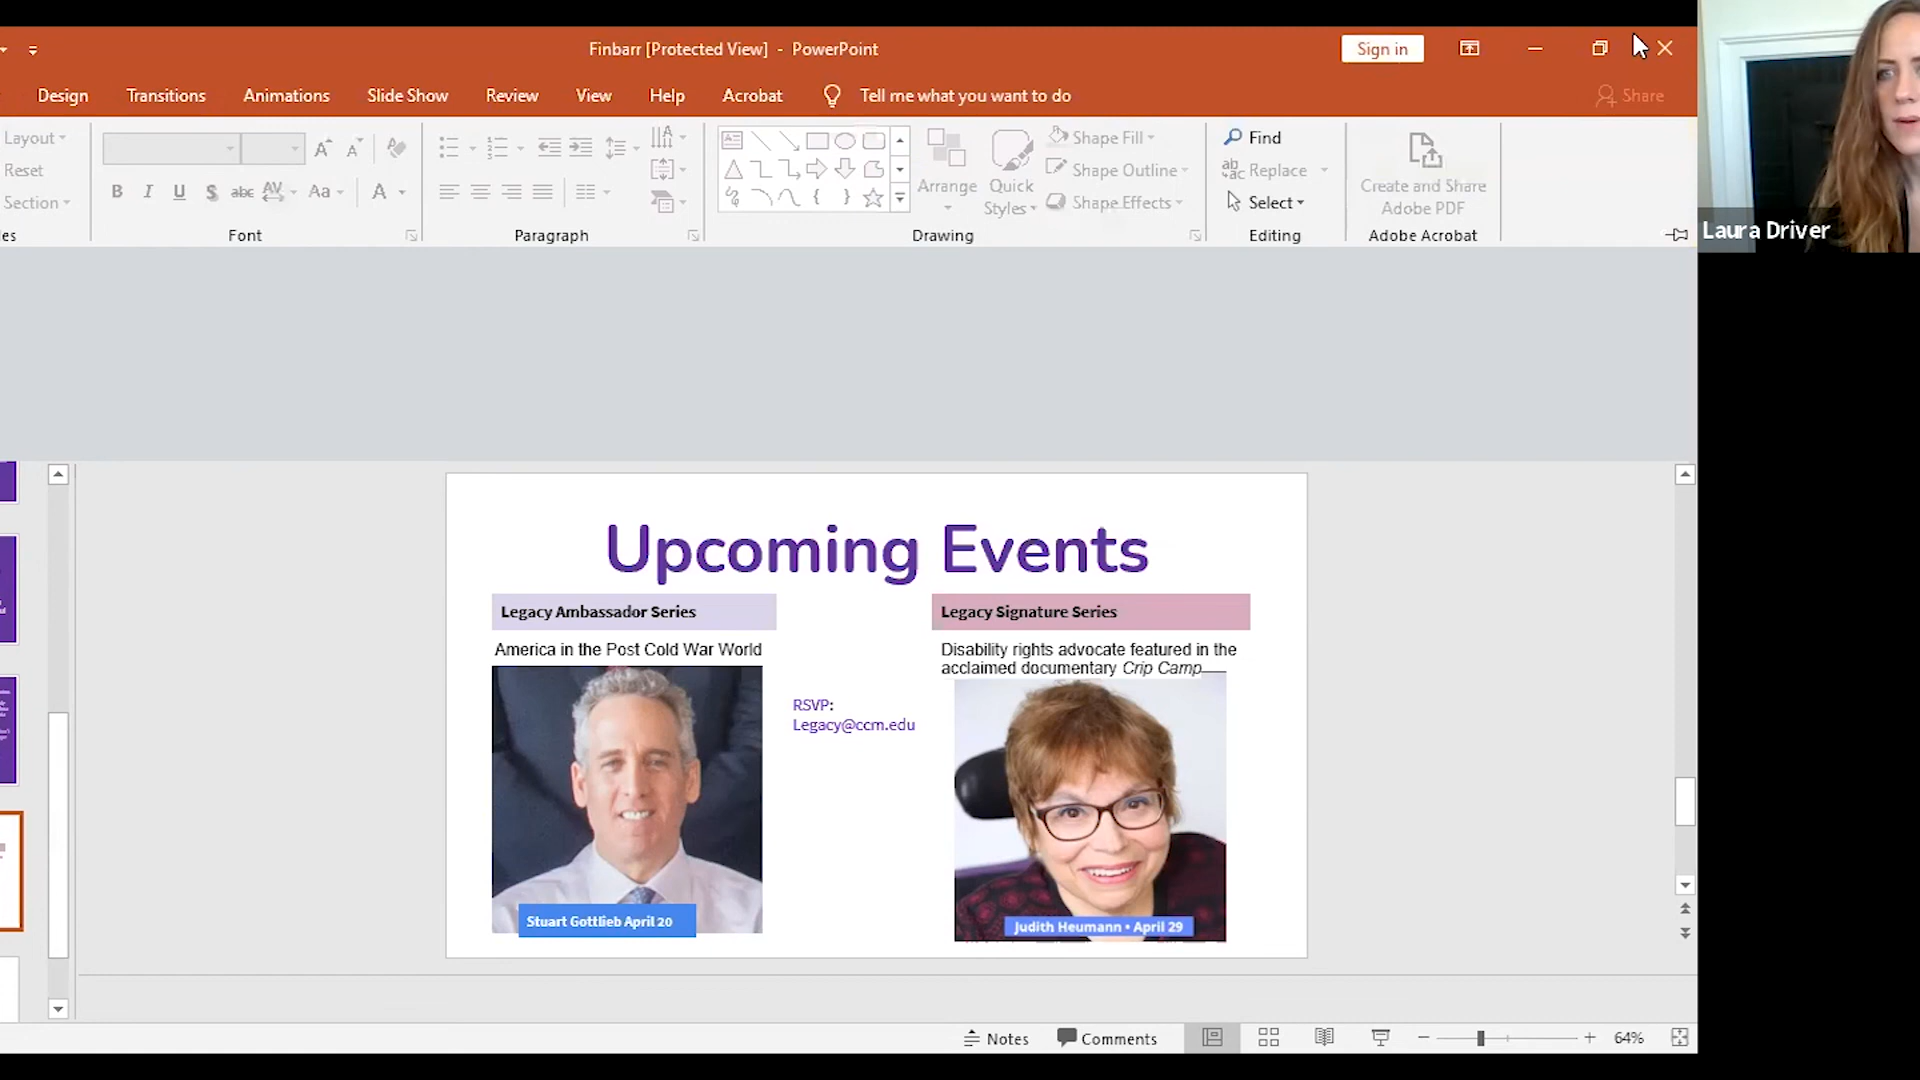 Finbarr [Protected View] - PowerPoint
Sign in
Design Transitions Animations Slide Show Review View Help Acrobat Tell me what you want to do Share
Layout
Reset
Section
Aa
Arrange
Quick Styles
Shape Fill
Shape Outline
Shape Effects
Find
Replace
Select
Create and Share
Adobe PDF
Font Paragraph Drawing Editing Adobe Acrobat
Laura Driver
Upcoming Events
Legacy Ambassador Series
America in the Post Cold War World
Stuart Gottlieb April 20
RSVP:
Legacy@ccm.edu
Legacy Signature Series
Disability rights advocate featured in the
acclaimed documentary Crip Camp
Judith Heumann • April 29
Notes Comments 64%